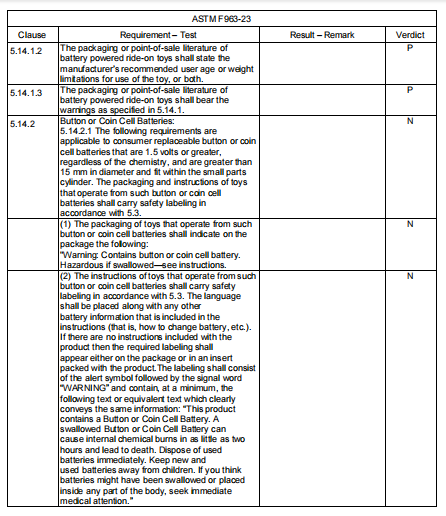 ASTM F963-23
Clause Requirement – Test Result – Remark Verdict
5.14.1.2 The packaging or point-of-sale literature of P
battery powered ride-on toys shall state the
manufacturer's recommended user age or weight
limitations for use of the toy, or both.
5.14.1.3 The packaging or point-of-sale literature of P
battery powered ride-on toys shall bear the
warnings as specified in 5.14.1.
5.14.2 Button or Coin Cell Batteries: N
5.14.2.1 The following requirements are
applicable to consumer replaceable button or coin
cell batteries that are 1.5 volts or greater,
regardless of the chemistry, and are greater than
15 mm in diameter and fit within the small parts
cylinder. The packaging and instructions of toys
that operate from such button or coin cell
batteries shall carry safety labeling in
accordance with 5.3.
(1) The packaging of toys that operate from such N
button or coin cell batteries shall indicate on the
package the following:
"Warning: Contains button or coin cell battery.
Hazardous if swallowed—see instructions.
(2) The instructions of toys that operate from such N
button or coin cell batteries shall carry safety
labeling in accordance with 5.3. The language
shall be placed along with any other
battery information that is included in the
instructions (that is, how to change battery, etc.).
If there are no instructions included with the
product then the required labeling shall
appear either on the package or in an insert
packed with the product. The labeling shall consist
of the alert symbol followed by the signal word
"WARNING" and contain, at a minimum, the
following text or equivalent text which clearly
conveys the same information: "This product
contains a Button or Coin Cell Battery. A
swallowed Button or Coin Cell Battery can
cause internal chemical burns in as little as two
hours and lead to death. Dispose of used
batteries immediately. Keep new and
used batteries away from children. If you think
batteries might have been swallowed or placed
inside any part of the body, seek immediate
medical attention."